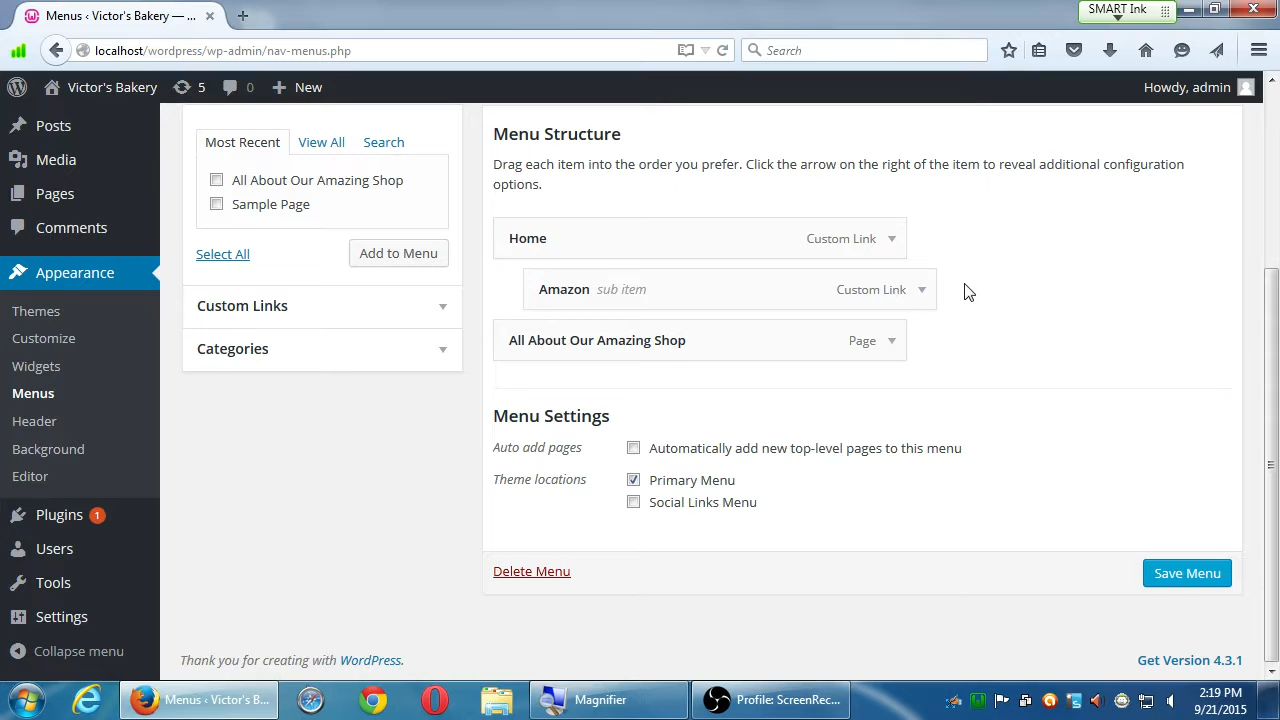 Menus ‹ Victor's Bakery — ...
SMART Ink
localhost/wordpress/wp-admin/nav-menus.php
Search
Victor's Bakery
5
0
New
Howdy, admin
Posts
Media
Pages
Comments
Appearance
Themes
Customize
Widgets
Menus
Header
Background
Editor
Plugins 1
Users
Tools
Settings
Collapse menu
Most Recent
View All
Search
All About Our Amazing Shop
Sample Page
Select All
Add to Menu
Custom Links
Categories
Menu Structure
Drag each item into the order you prefer. Click the arrow on the right of the item to reveal additional configuration
options.
Home
Custom Link
Amazon sub item
Custom Link
All About Our Amazing Shop
Page
Menu Settings
Auto add pages
Automatically add new top-level pages to this menu
Theme locations
Primary Menu
Social Links Menu
Delete Menu
Save Menu
Thank you for creating with WordPress.
Get Version 4.3.1
Menus ‹ Victor's B...
Magnifier
Profile: ScreenRec...
2:19 PM
9/21/2015